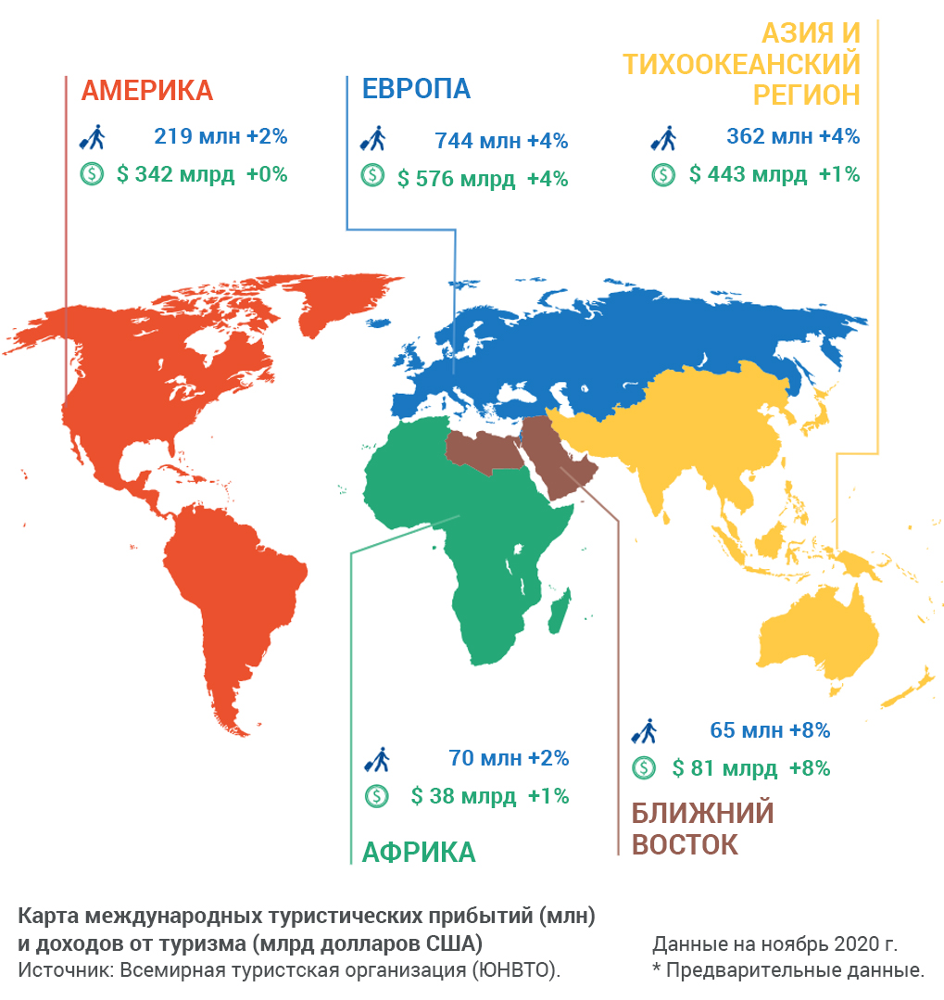 АЗИЯ И
ТИХООКЕАНСКИЙ
РЕГИОН
362 млн +4%
$ 443 млрд +1%
АМЕРИКА
219 млн +2%
$ 342 млрд +0%
ЕВРОПА
744 млн +4%
$ 576 млрд +4%
70 млн +2%
$ 38 млрд +1%
АФРИКА
65 млн +8%
$ 81 млрд +8%
БЛИЖНИЙ
ВОСТОК
Карта международных туристических прибытий (млн)
и доходов от туризма (млрд долларов США)
Источник: Всемирная туристская организация (ЮНВТО).
Данные на ноябрь 2020 г.
* Предварительные данные.